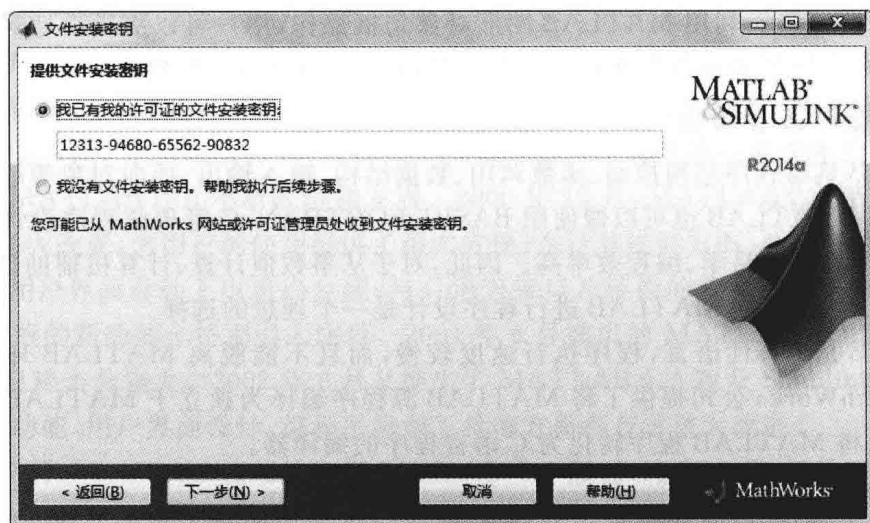 文件安装密钥
提供文件安装密钥
我已有我的许可证的文件安装密钥:
12313-94680-65562-90832
我没有文件安装密钥。帮助我执行后续步骤。
您可能已从 MathWorks 网站或许可证管理员处收到文件安装密钥。
MATLAB®
&SIMULINK®
R2014a
< 返回(B)
下一步(N) >
取消
帮助(H)
MathWorks®